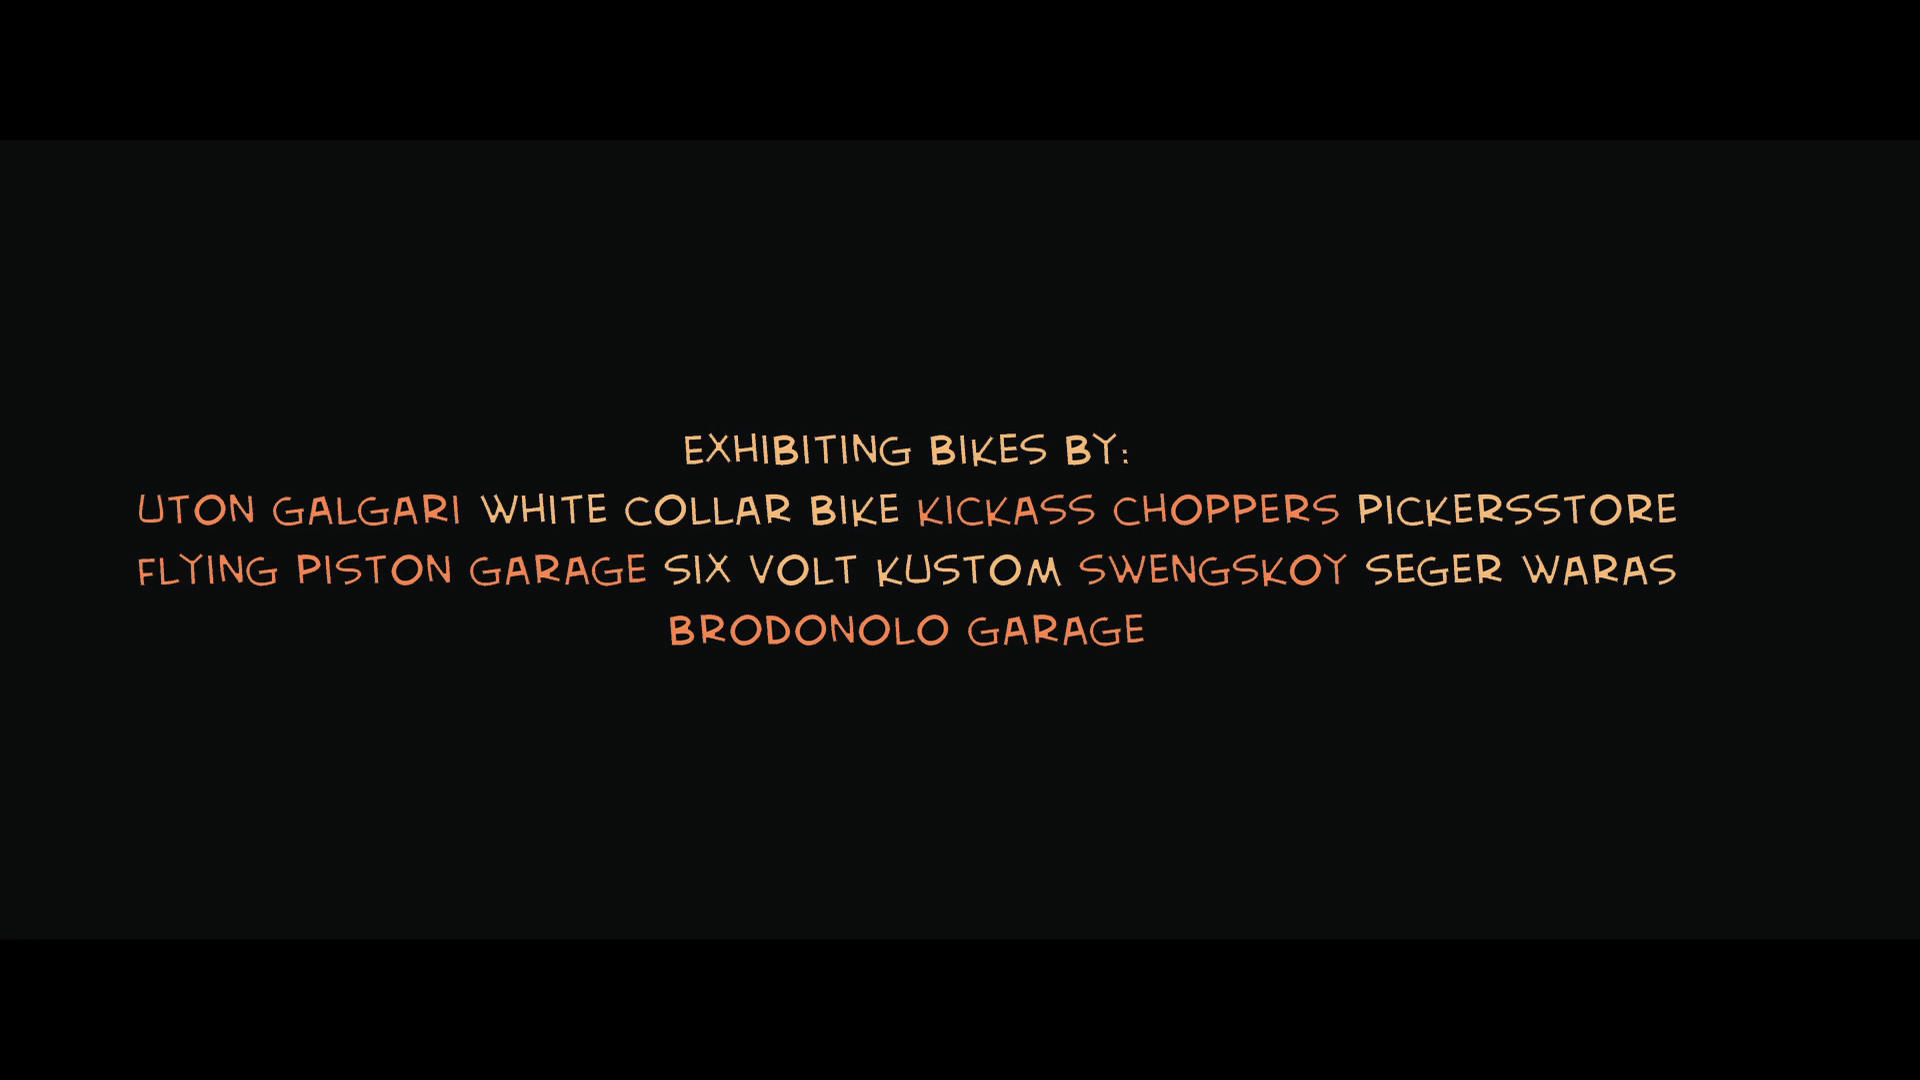 EXHIBITING BIKES BY:
UTON GALGARI WHITE COLLAR BIKE KICKASS CHOPPERS PICKERSSTORE
FLYING PISTON GARAGE SIX VOLT KUSTOM SWENGSKOY SEGER WARAS
BRODONOLO GARAGE